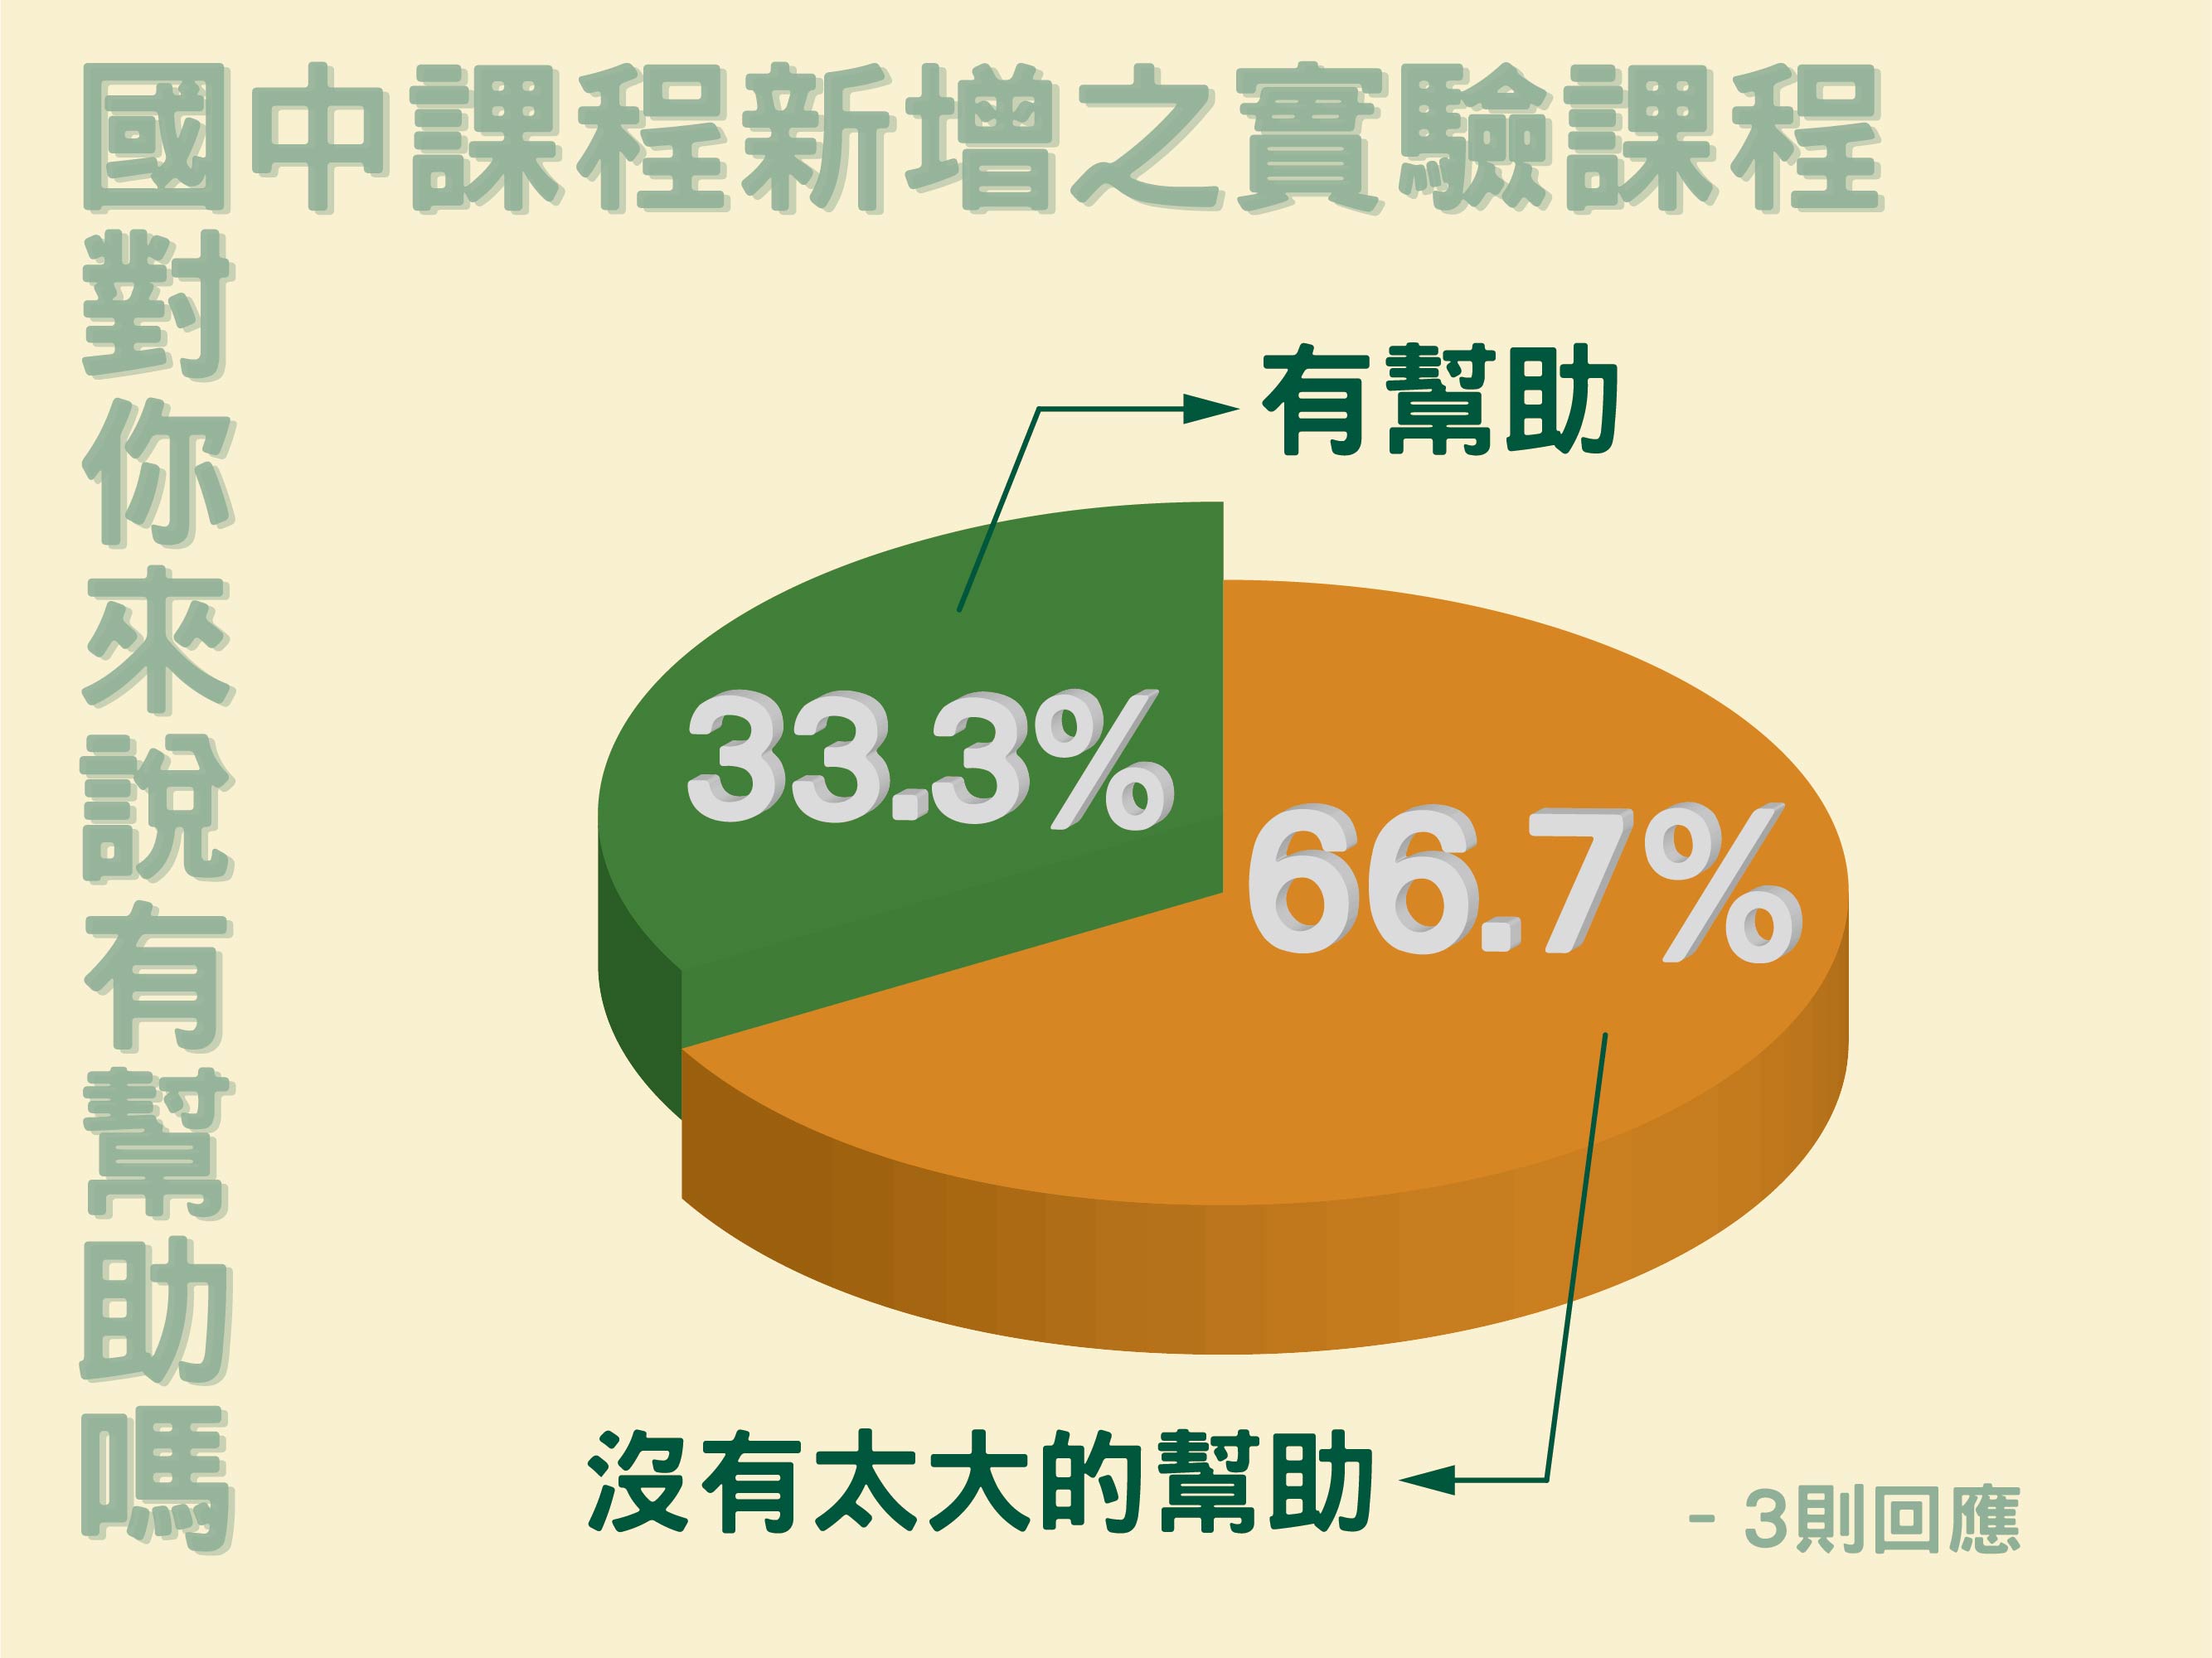 國中課程新增之實驗課程
對你來說有幫助嗎
有幫助
33.3%
66.7%
沒有太大的幫助
- 3則回應